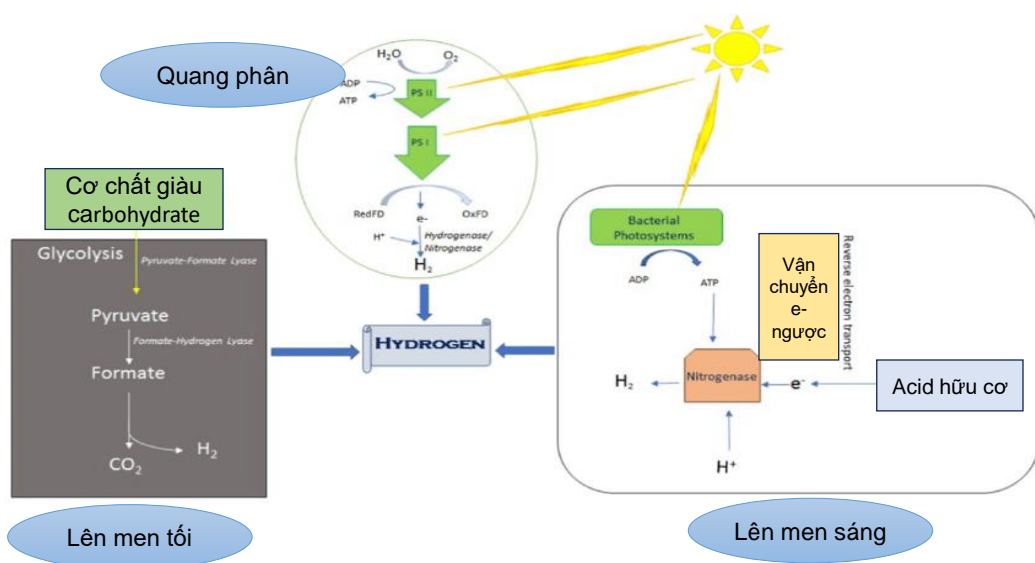 Quang phân
H₂O
O₂
ADP
ATP
PS II
PS I
RedFD
e-
OxFD
H⁺
Hydrogenase/
Nitrogenase
H₂
Cơ chất giàu
carbohydrate
Glycolysis
Pyruvate-Formate Lyase
Pyruvate
Formate-Hydrogen Lyase
Formate
CO₂
H₂
Lên men tối
HYDROGEN
Bacterial
Photosystems
ADP
ATP
Vận
chuyển
e-
ngược
Reverse electron transport
H₂
Nitrogenase
e⁻
Acid hữu cơ
H⁺
Lên men sáng